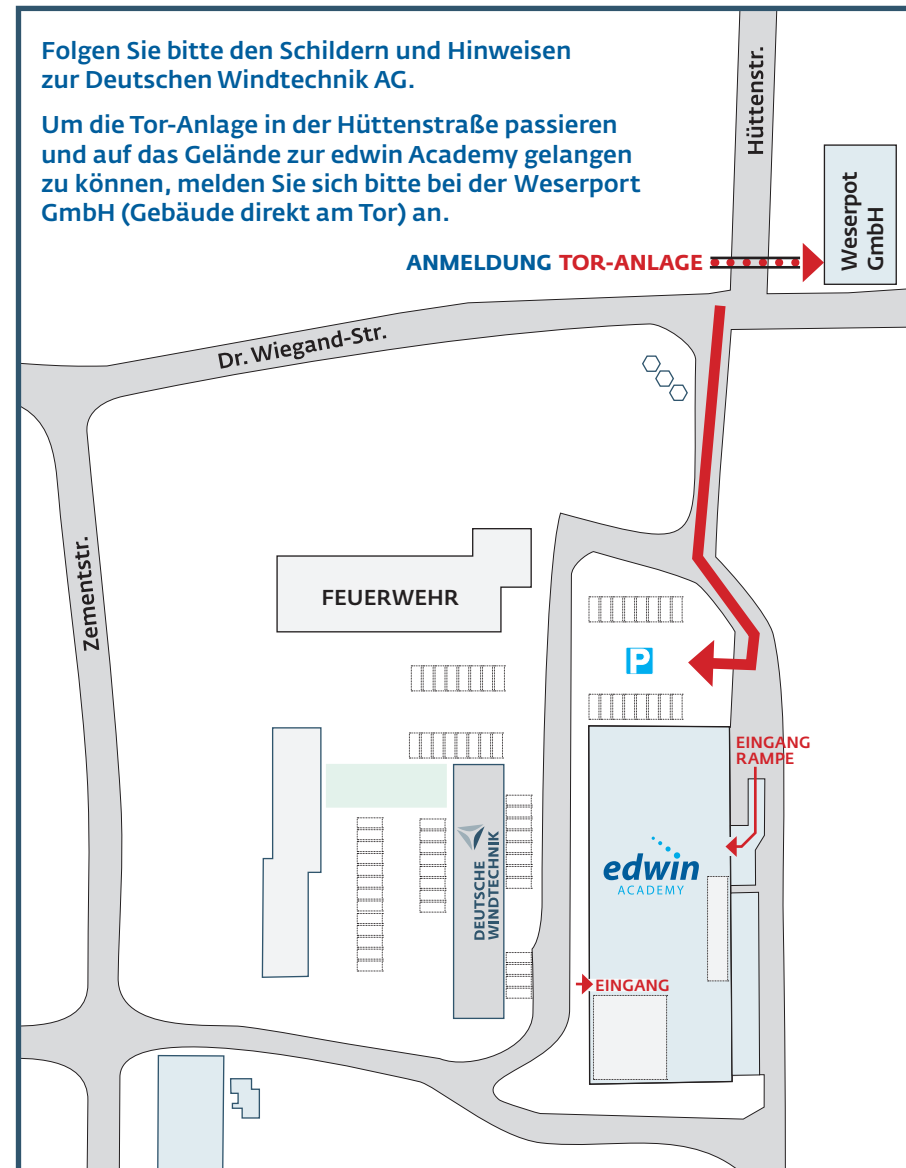 Folgen Sie bitte den Schildern und Hinweisen
zur Deutschen Windtechnik AG.
Um die Tor-Anlage in der Hüttenstraße passieren
und auf das Gelände zur edwin Academy gelangen
zu können, melden Sie sich bitte bei der Weserport
GmbH (Gebäude direkt am Tor) an.
Hüttenstr.
Weserpot
GmbH
ANMELDUNG TOR-ANLAGE
Dr. Wiegand-Str.
Zementstr.
FEUERWEHR
P
EINGANG
RAMPE
DEUTSCHE
WINDTECHNIK
edwin
ACADEMY
EINGANG